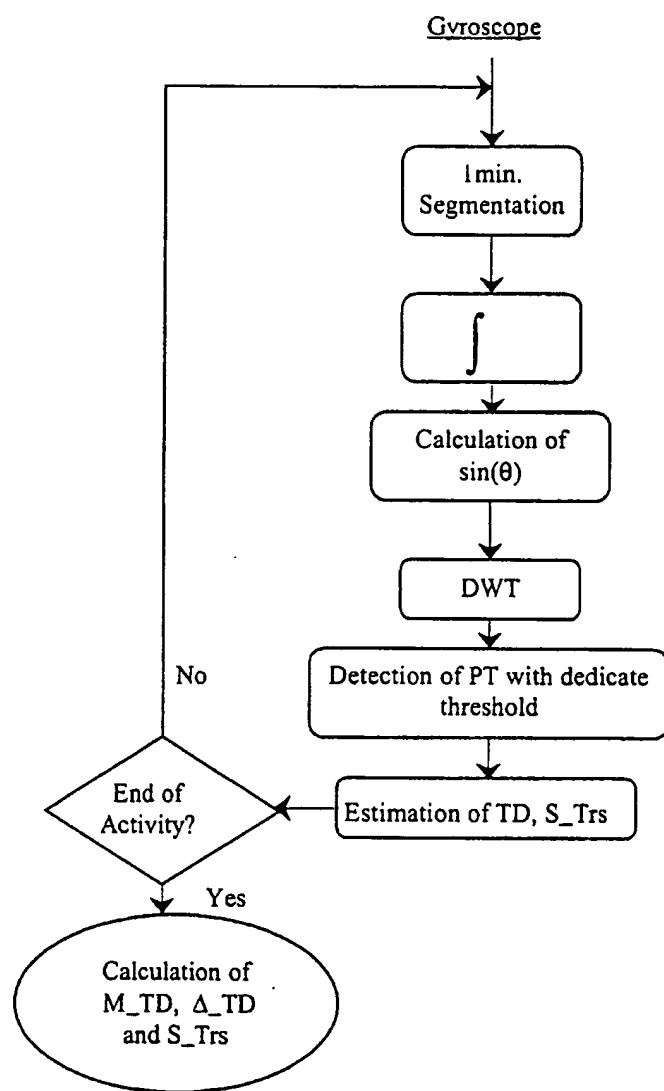 Gyroscope
1min.
Segmentation
∫
Calculation of
sin(θ)
DWT
Detection of PT with dedicate
threshold
Estimation of TD, S_Trs
End of
Activity?
No
Yes
Calculation of
M_TD, Δ_TD
and S_Trs